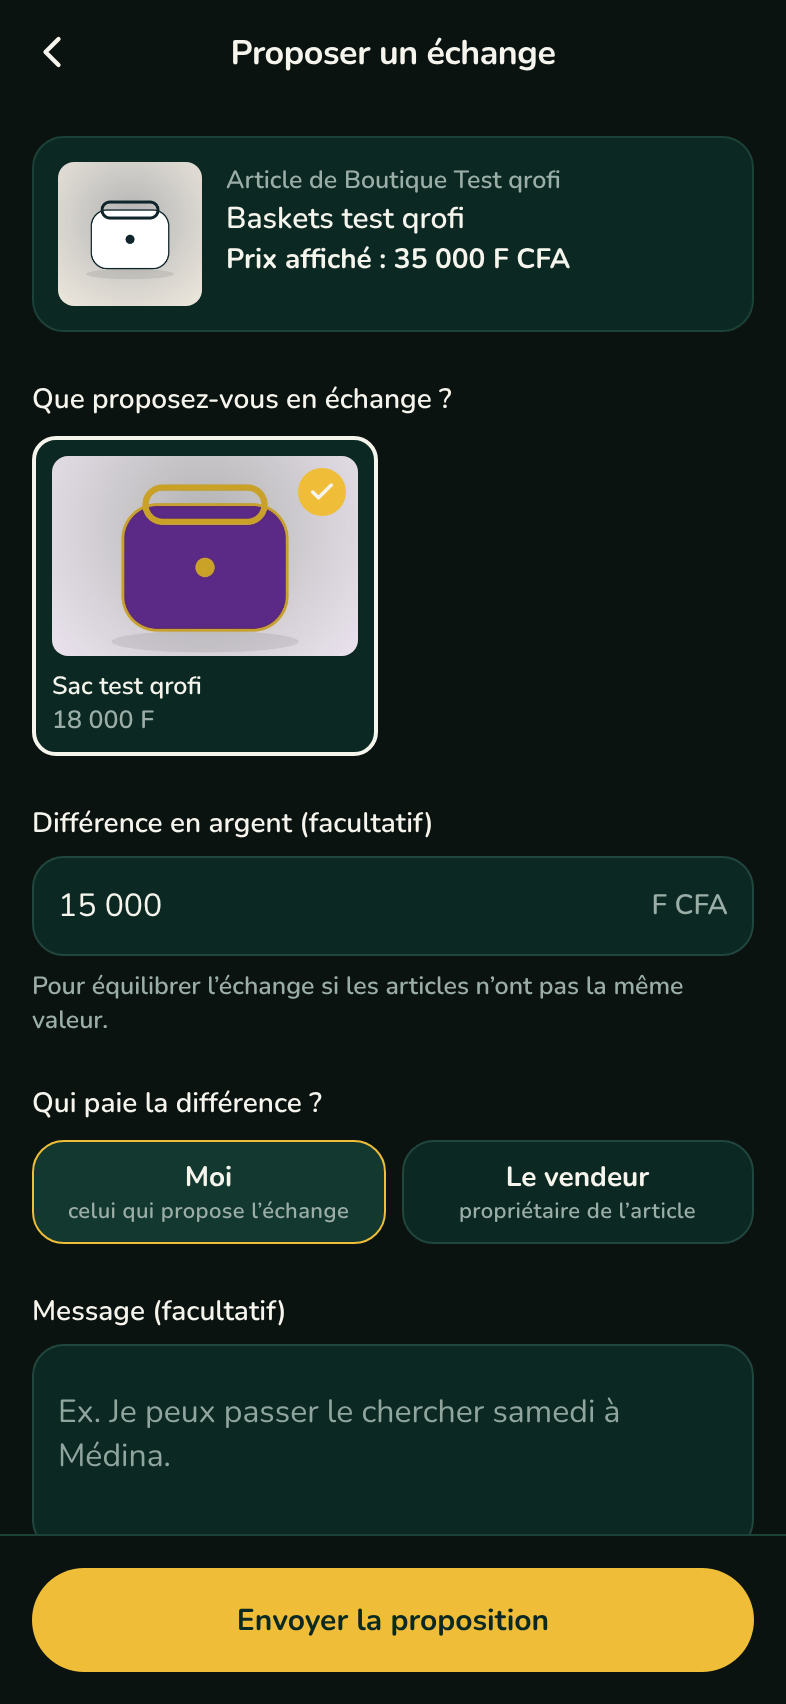 Proposer un échange
Article de Boutique Test qrofi
Baskets test qrofi
Prix affiché : 35 000 F CFA
Que proposez-vous en échange ?
Sac test qrofi
18 000 F
Différence en argent (facultatif)
15 000 F CFA
Pour équilibrer l’échange si les articles n’ont pas la même
valeur.
Qui paie la différence ?
Moi
celui qui propose l’échange
Le vendeur
propriétaire de l’article
Message (facultatif)
Ex. Je peux passer le chercher samedi à
Médina.
Envoyer la proposition